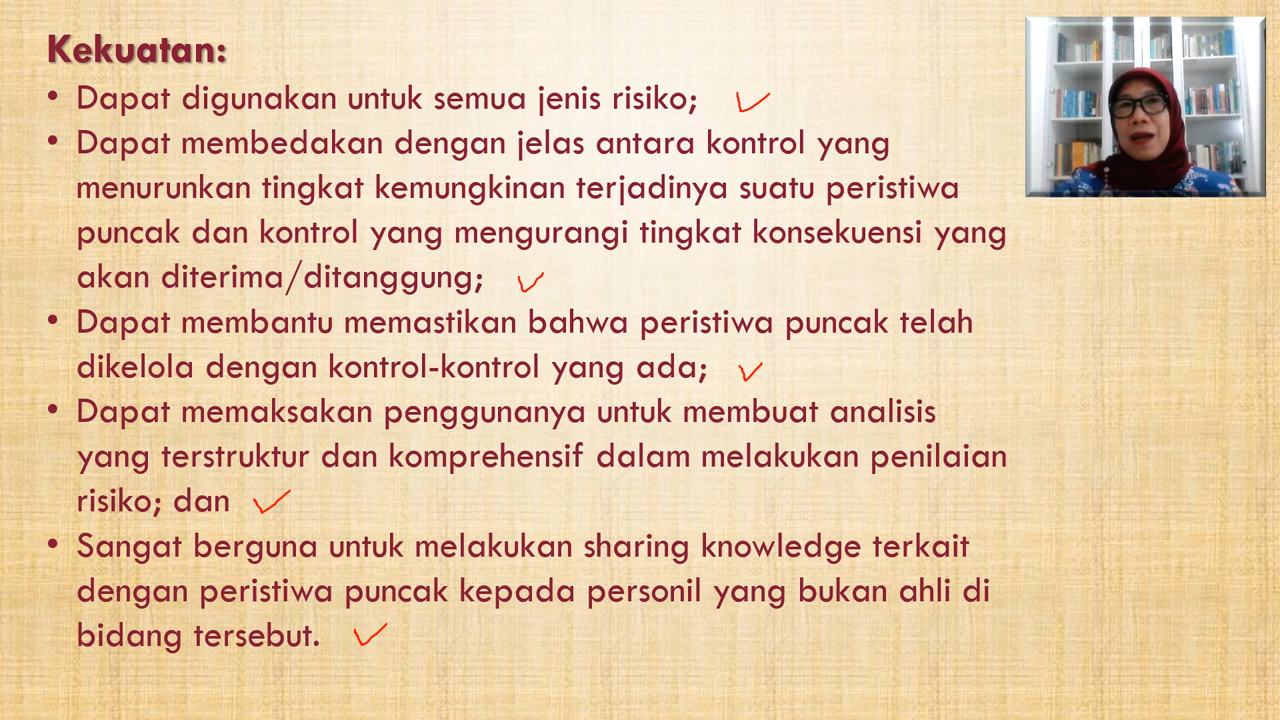 Kekuatan:
• Dapat digunakan untuk semua jenis risiko;
• Dapat membedakan dengan jelas antara kontrol yang
menurunkan tingkat kemungkinan terjadinya suatu peristiwa
puncak dan kontrol yang mengurangi tingkat konsekuensi yang
akan diterima/ditanggung;
• Dapat membantu memastikan bahwa peristiwa puncak telah
dikelola dengan kontrol-kontrol yang ada;
• Dapat memaksakan penggunanya untuk membuat analisis
yang terstruktur dan komprehensif dalam melakukan penilaian
risiko; dan
• Sangat berguna untuk melakukan sharing knowledge terkait
dengan peristiwa puncak kepada personil yang bukan ahli di
bidang tersebut.